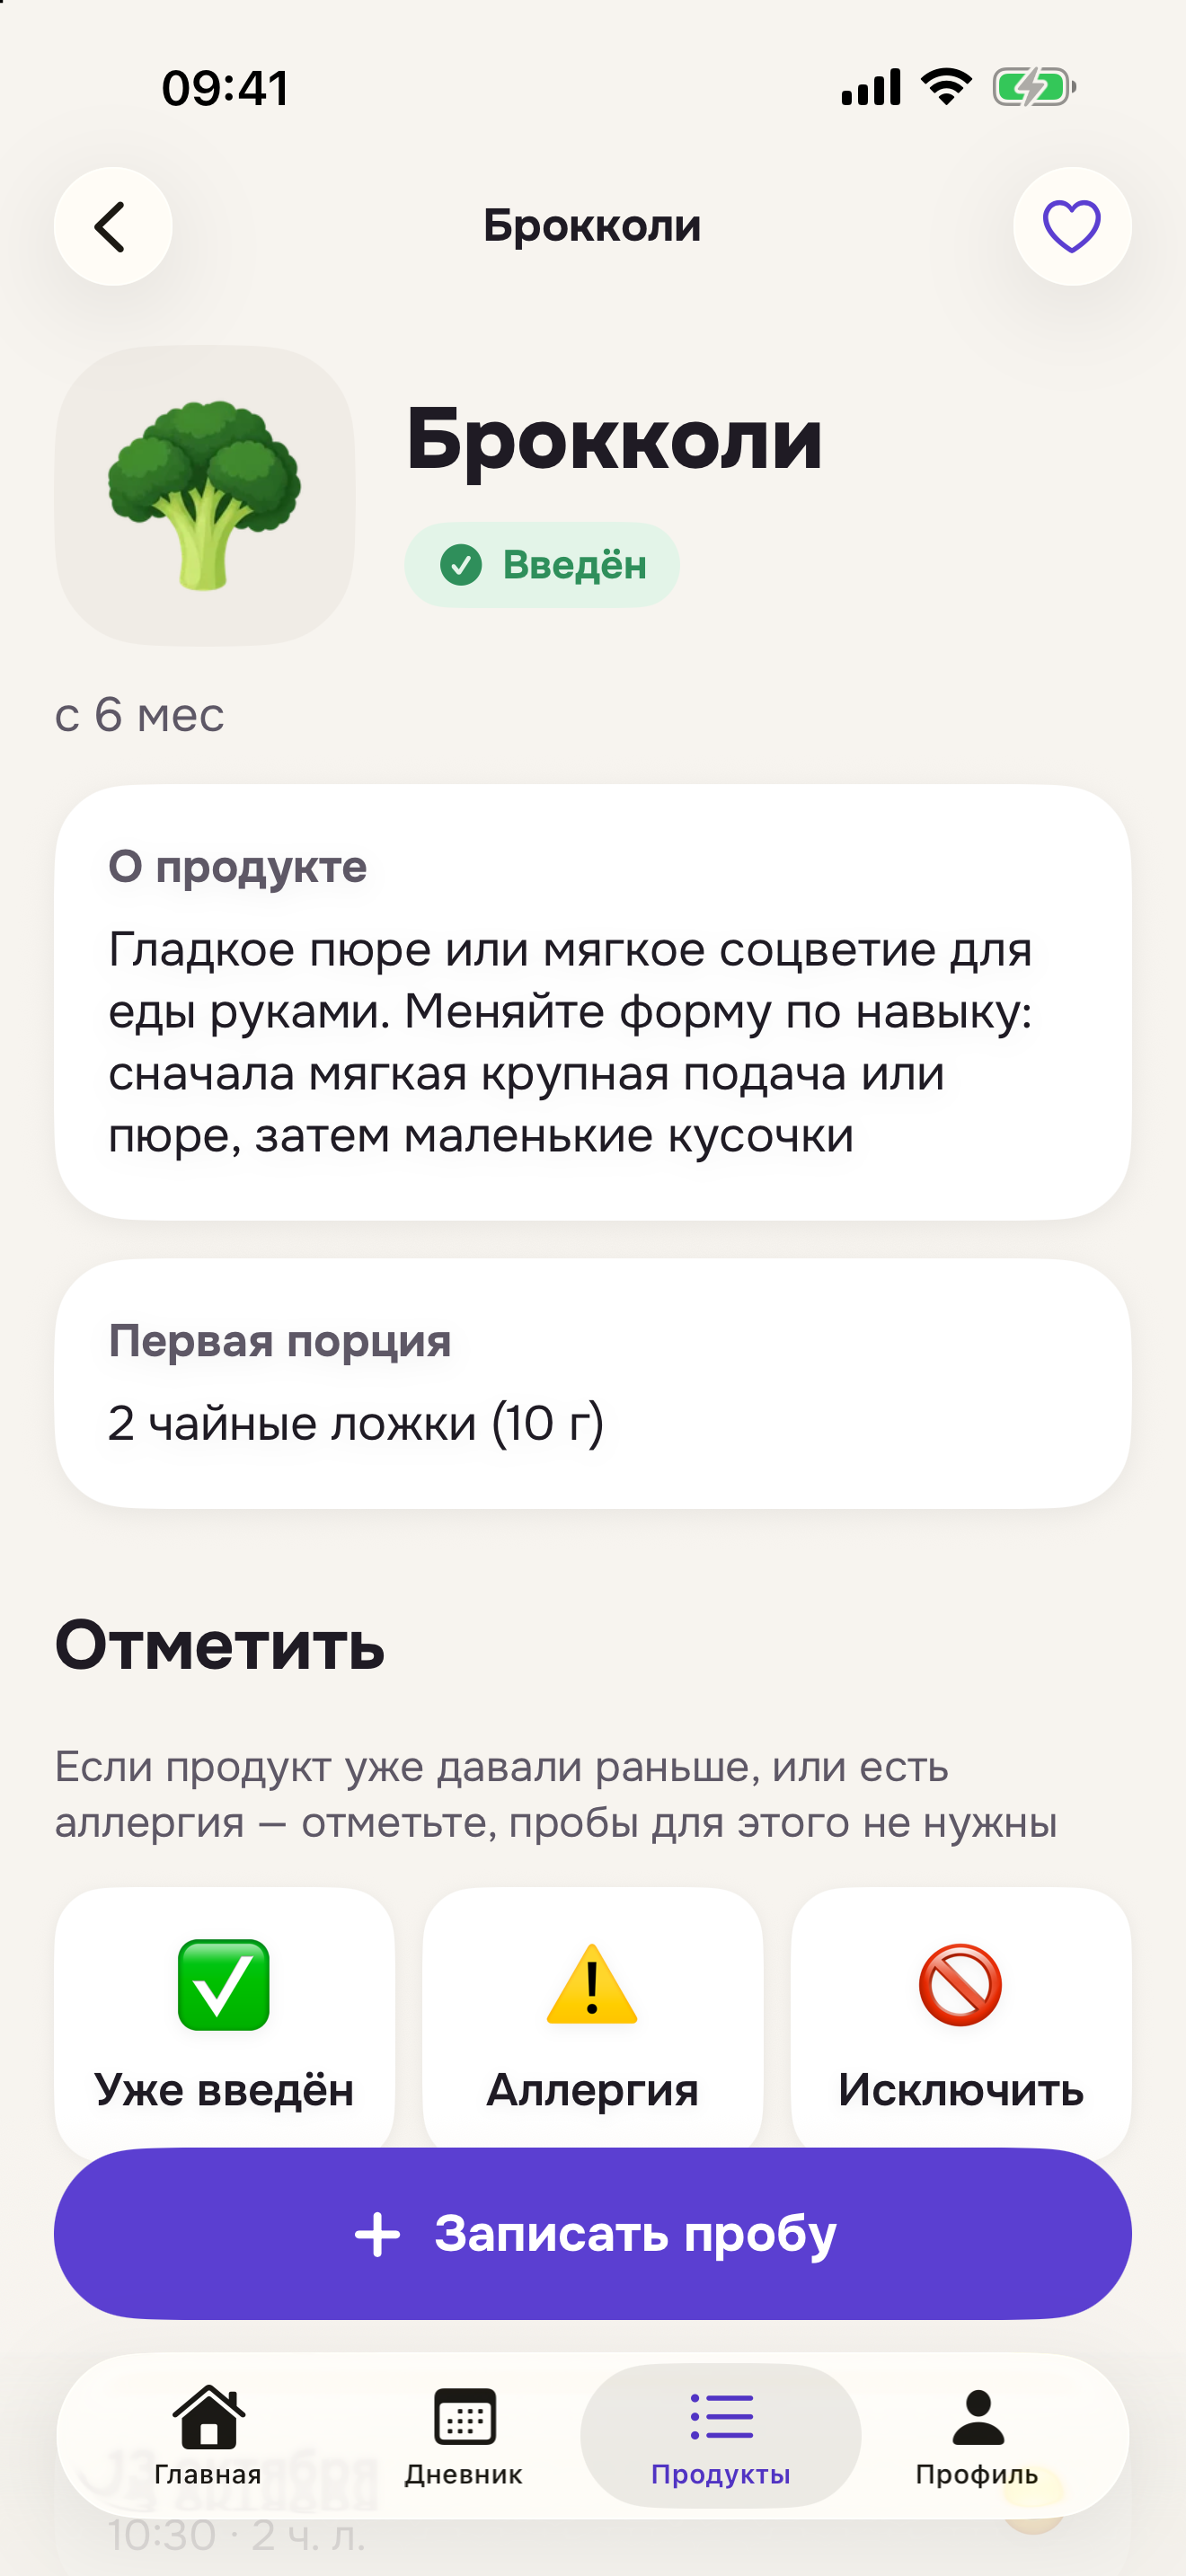 09:41
Брокколи
Брокколи
Введён
с 6 мес
О продукте
Гладкое пюре или мягкое соцветие для
еды руками. Меняйте форму по навыку:
сначала мягкая крупная подача или
пюре, затем маленькие кусочки
Первая порция
2 чайные ложки (10 г)
Отметить
Если продукт уже давали раньше, или есть
аллергия — отметьте, пробы для этого не нужны
Уже введён
Аллергия
Исключить
+ Записать пробу
Главная
Дневник
Продукты
Профиль
10:30 · 2 ч. л.